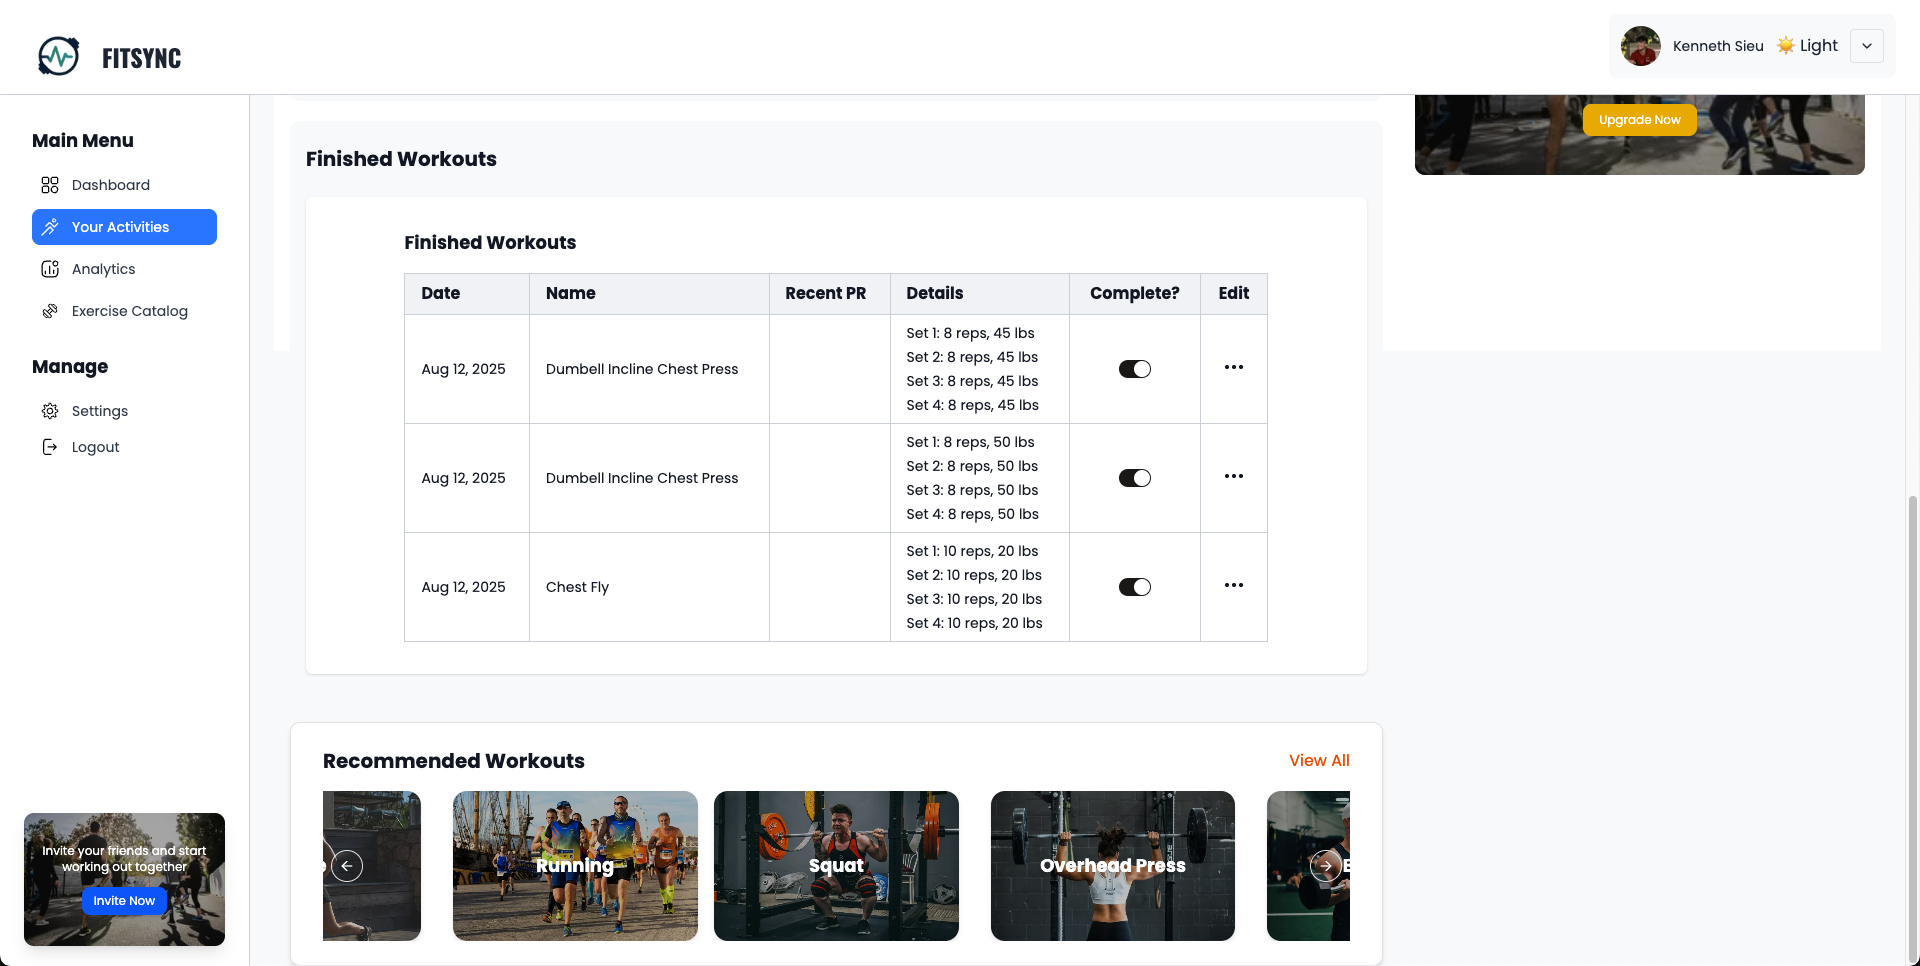 FITSYNC
Kenneth Sieu
☀️ Light
Main Menu
Dashboard
Your Activities
Analytics
Exercise Catalog
Manage
Settings
Logout
Invite your friends and start
working out together
Invite Now
Upgrade Now
Finished Workouts
Finished Workouts
Date Name Recent PR Details Complete? Edit
Aug 12, 2025 Dumbell Incline Chest Press
Set 1: 8 reps, 45 lbs
Set 2: 8 reps, 45 lbs
Set 3: 8 reps, 45 lbs
Set 4: 8 reps, 45 lbs
Aug 12, 2025 Dumbell Incline Chest Press
Set 1: 8 reps, 50 lbs
Set 2: 8 reps, 50 lbs
Set 3: 8 reps, 50 lbs
Set 4: 8 reps, 50 lbs
Aug 12, 2025 Chest Fly
Set 1: 10 reps, 20 lbs
Set 2: 10 reps, 20 lbs
Set 3: 10 reps, 20 lbs
Set 4: 10 reps, 20 lbs
Recommended Workouts
View All
Running
Squat
Overhead Press